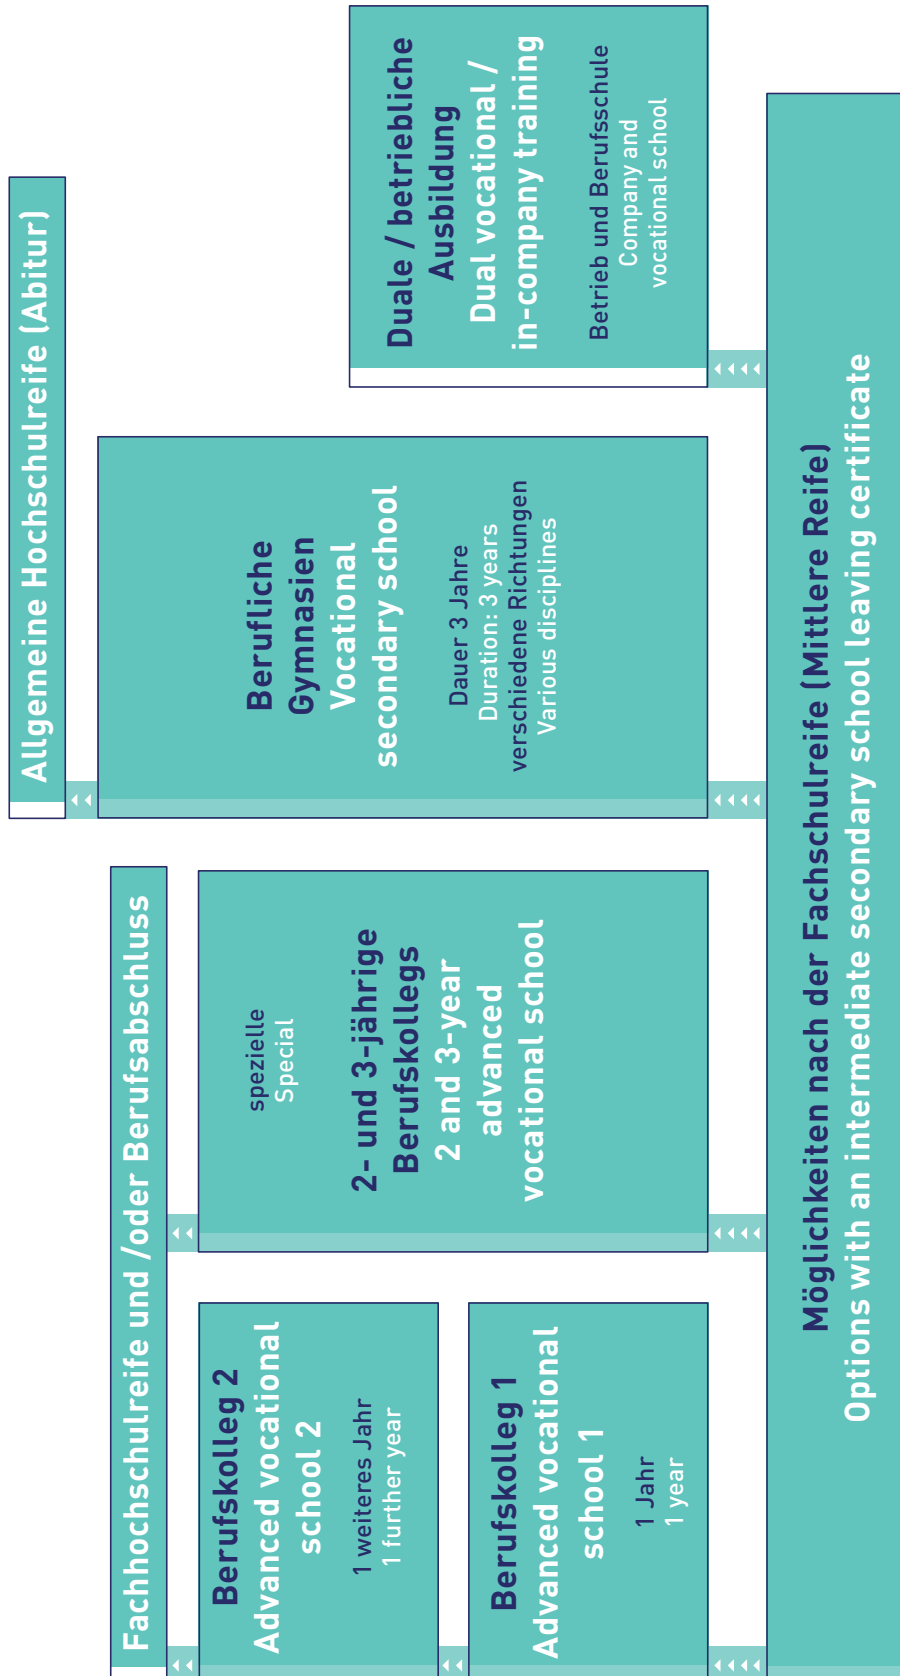 Allgemeine Hochschulreife (Abitur)
Fachhochschulreife und /oder Berufsabschluss
Berufskolleg 2
Advanced vocational
school 2
1 weiteres Jahr
1 further year
Berufskolleg 1
Advanced vocational
school 1
1 Jahr
1 year
spezielle
Special
2- und 3-jährige
Berufskollegs
2 and 3-year
advanced
vocational school
Berufliche
Gymnasien
Vocational
secondary school
Dauer 3 Jahre
Duration: 3 years
verschiedene Richtungen
Various disciplines
Duale / betriebliche
Ausbildung
Dual vocational /
in-company training
Betrieb und Berufsschule
Company and
vocational school
Möglichkeiten nach der Fachschulreife (Mittlere Reife)
Options with an intermediate secondary school leaving certificate